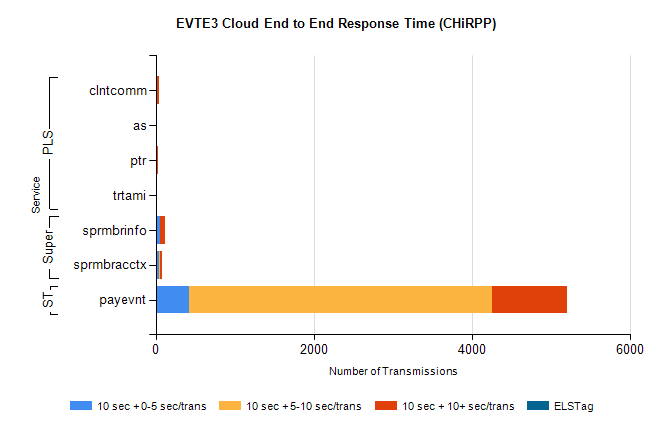 EVTE3 Cloud End to End Response Time (CHiRPP)
clntcomm
as
ptr
trtami
sprmbrinfo
sprmbracctx
payevnt
PLS
Service
Super
ST
0 2000 4000 6000
Number of Transmissions
10 sec +0-5 sec/trans 10 sec +5-10 sec/trans 10 sec + 10+ sec/trans ELSTag